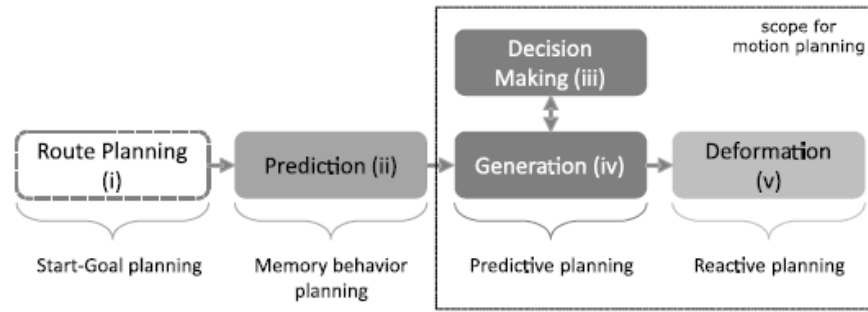 scope for
motion planning
Decision
Making (iii)
Route Planning
(i)
Prediction (ii)
Generation (iv)
Deformation
(v)
Start-Goal planning
Memory behavior
planning
Predictive planning
Reactive planning